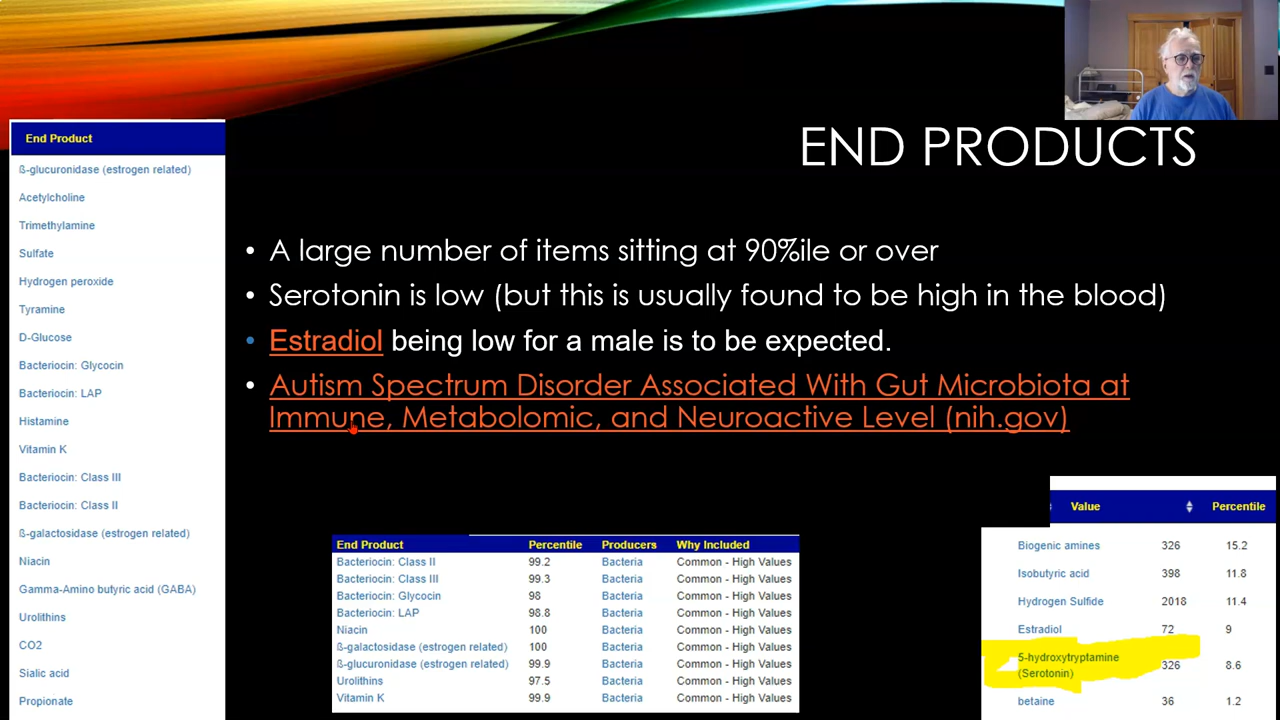 END PRODUCTS
End Product
ß-glucuronidase (estrogen related)
Acetylcholine
Trimethylamine
Sulfate
Hydrogen peroxide
Tyramine
D-Glucose
Bacteriocin: Glycocin
Bacteriocin: LAP
Histamine
Vitamin K
Bacteriocin: Class III
Bacteriocin: Class II
ß-galactosidase (estrogen related)
Niacin
Gamma-Amino butyric acid (GABA)
Urolithins
CO2
Sialic acid
Propionate
• A large number of items sitting at 90%ile or over
• Serotonin is low (but this is usually found to be high in the blood)
• Estradiol being low for a male is to be expected.
• Autism Spectrum Disorder Associated With Gut Microbiota at
Immune, Metabolomic, and Neuroactive Level (nih.gov)
End Product Percentile Producers Why Included
Bacteriocin: Class II 99.2 Bacteria Common - High Values
Bacteriocin: Class III 99.3 Bacteria Common - High Values
Bacteriocin: Glycocin 98 Bacteria Common - High Values
Bacteriocin: LAP 98.8 Bacteria Common - High Values
Niacin 100 Bacteria Common - High Values
ß-galactosidase (estrogen related) 100 Bacteria Common - High Values
ß-glucuronidase (estrogen related) 99.9 Bacteria Common - High Values
Urolithins 97.5 Bacteria Common - High Values
Vitamin K 99.9 Bacteria Common - High Values
Value Percentile
Biogenic amines 326 15.2
Isobutyric acid 398 11.8
Hydrogen Sulfide 2018 11.4
Estradiol 72 9
5-hydroxytryptamine
(Serotonin) 326 8.6
betaine 36 1.2